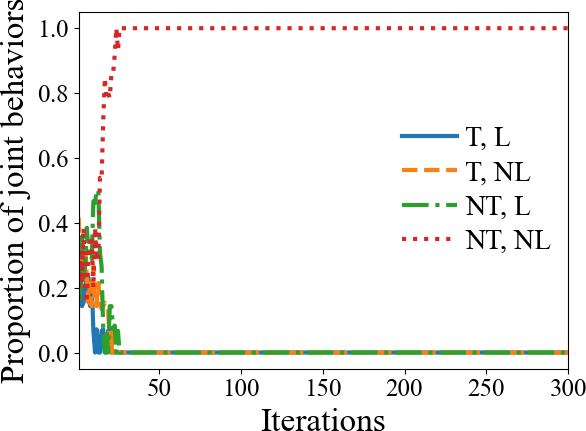 Proportion of joint behaviors
1.0
0.8
0.6
0.4
0.2
0.0
T, L
T, NL
NT, L
NT, NL
50 100 150 200 250 300
Iterations